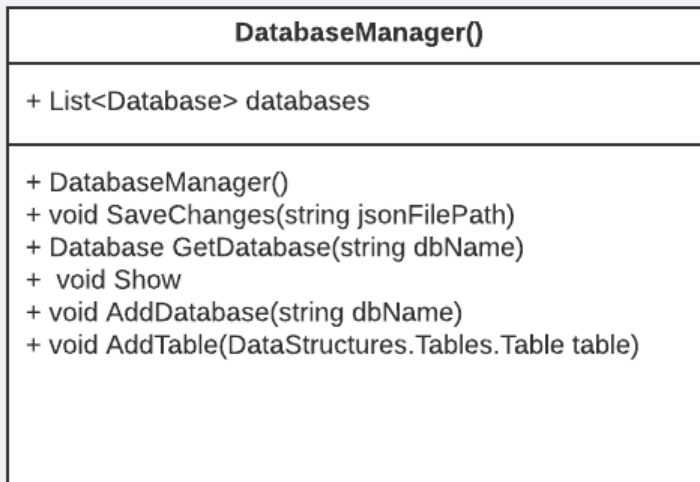 DatabaseManager()
+ List<Database> databases
+ DatabaseManager()
+ void SaveChanges(string jsonFilePath)
+ Database GetDatabase(string dbName)
+  void Show
+ void AddDatabase(string dbName)
+ void AddTable(DataStructures.Tables.Table table)